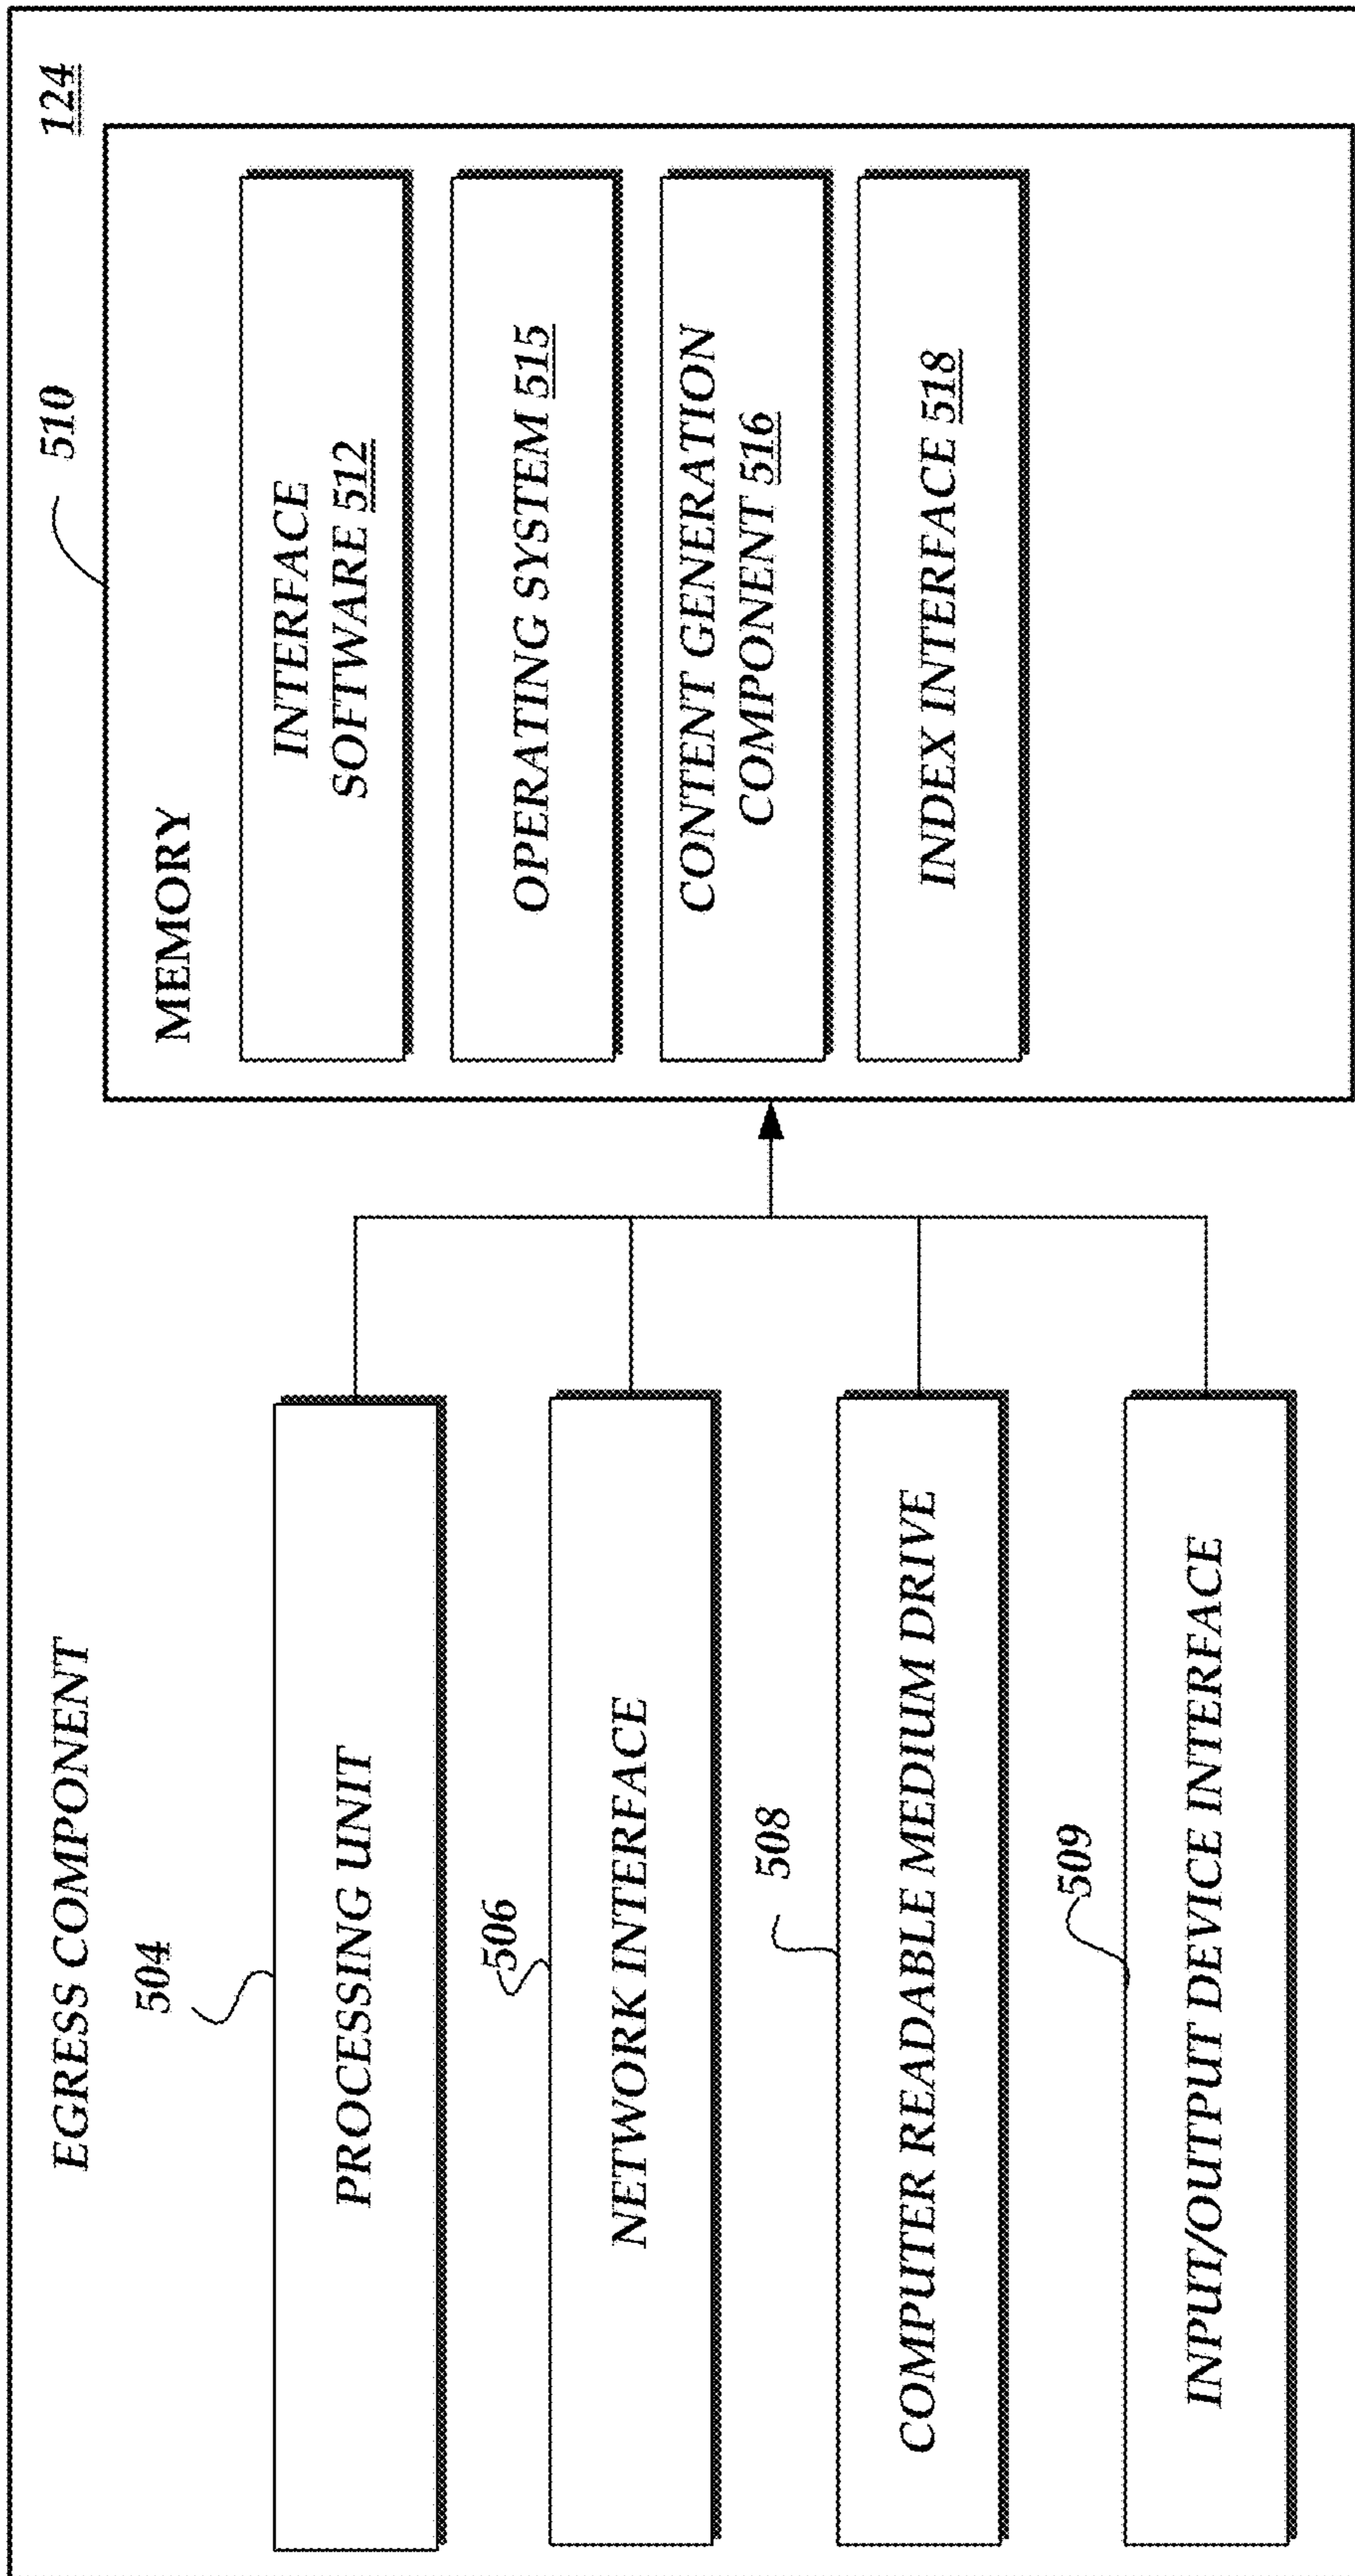 EGRESS COMPONENT
124
504
PROCESSING UNIT
506
NETWORK INTERFACE
508
COMPUTER READABLE MEDIUM DRIVE
509
INPUT/OUTPUT DEVICE INTERFACE
510
MEMORY
INTERFACE
SOFTWARE 512
OPERATING SYSTEM 515
CONTENT GENERATION
COMPONENT 516
INDEX INTERFACE 518